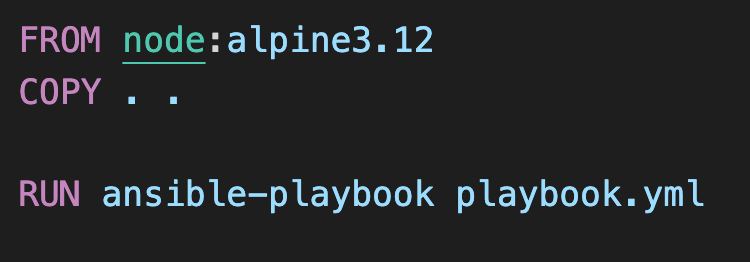 FROM node:alpine3.12
COPY . .
RUN ansible-playbook playbook.yml